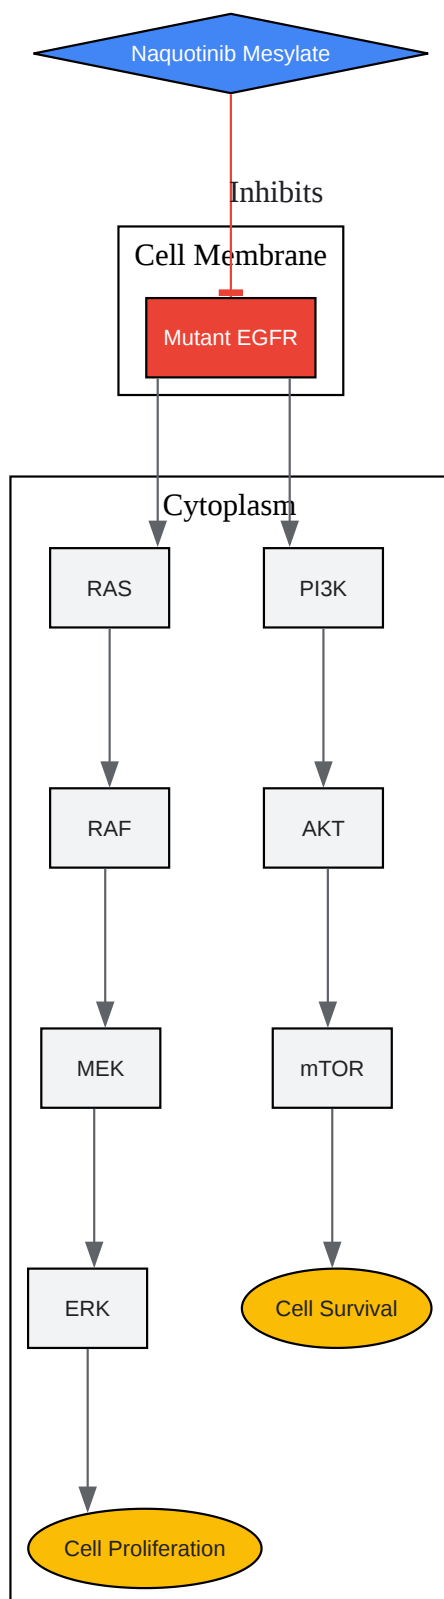 Naquotinib Mesylate
Inhibits
Cell Membrane
Mutant EGFR
Cytoplasm
RAS
PI3K
RAF
AKT
MEK
mTOR
ERK
Cell Survival
Cell Proliferation